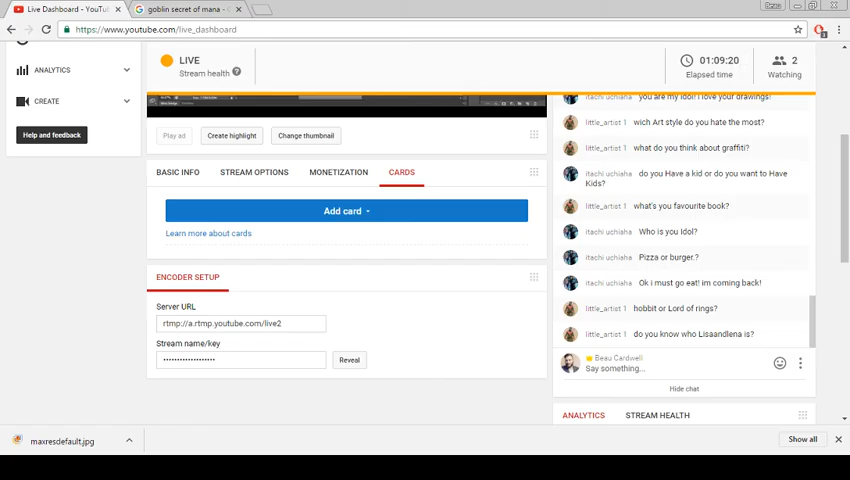 Live Dashboard - YouTu
goblin secret of mana -
Beau
https://www.youtube.com/live_dashboard
ANALYTICS
CREATE
Help and feedback
LIVE
Stream health
01:09:20
Elapsed time
2
Watching
Play ad
Create highlight
Change thumbnail
BASIC INFO
STREAM OPTIONS
MONETIZATION
CARDS
Add card
Learn more about cards
ENCODER SETUP
Server URL
rtmp://a.rtmp.youtube.com/live2
Stream name/key
••••••••••••••••••••
Reveal
itachi uchiaha you are my Idol! I love your drawings!
little_artist 1 wich Art style do you hate the most?
little_artist 1 what do you think about graffiti?
itachi uchiaha do you Have a kid or do you want to Have
Kids?
little_artist 1 what's you favourite book?
itachi uchiaha Who is you Idol?
itachi uchiaha Pizza or burger.?
itachi uchiaha Ok i must go eat! im coming back!
little_artist 1 hobbit or Lord of rings?
little_artist 1 do you know who Lisaandlena is?
Beau Cardwell
Say something...
Hide chat
ANALYTICS
STREAM HEALTH
maxresdefault.jpg
Show all